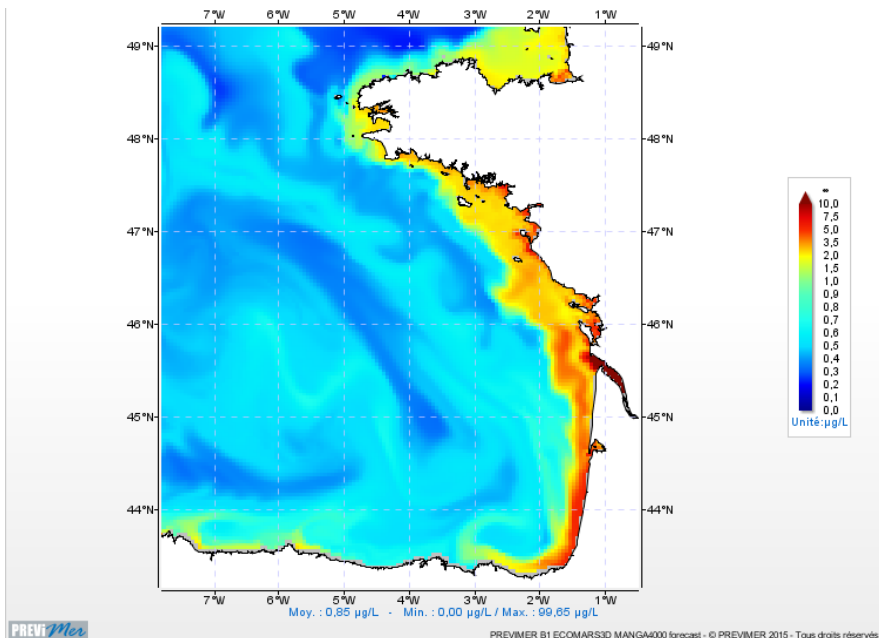 7°W 6°W 5°W 4°W 3°W 2°W 1°W
49°N 49°N
48°N 48°N
47°N 47°N
46°N 46°N
45°N 45°N
44°N 44°N
7°W 6°W 5°W 4°W 3°W 2°W 1°W
∞
10,0
7,5
5,0
3,5
2,0
1,5
1,0
0,9
0,8
0,7
0,6
0,5
0,4
0,3
0,2
0,1
0,0
Unité:µg/L
Moy. : 0,85 µg/L - Min. : 0,00 µg/L / Max. : 99,65 µg/L
PREViMer
PREVIMER B1 ECOMARS3D MANGA4000 forecast - © PREVIMER 2015 - Tous droits réservés